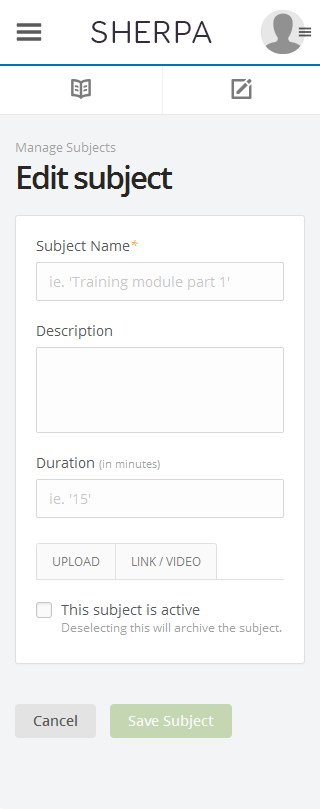 SHERPA
Manage Subjects
Edit subject
Subject Name*
ie. 'Training module part 1'
Description
Duration (in minutes)
ie. '15'
UPLOAD LINK / VIDEO
This subject is active
Deselecting this will archive the subject.
Cancel Save Subject